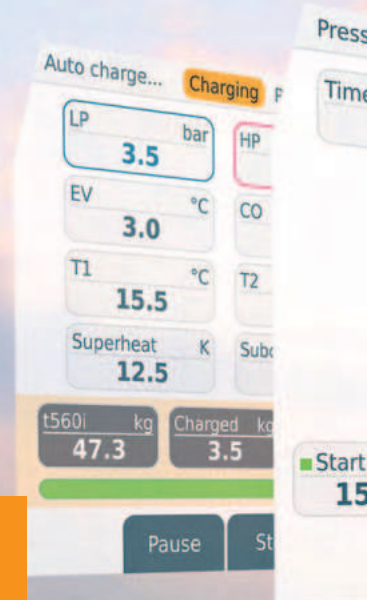 Auto charge...
Charging
Press
Time
LP
bar
3.5
HP
EV
°C
3.0
CO
T1
°C
15.5
T2
Superheat
K
12.5
t560i
kg
47.3
Charged
3.5
Start
Pause